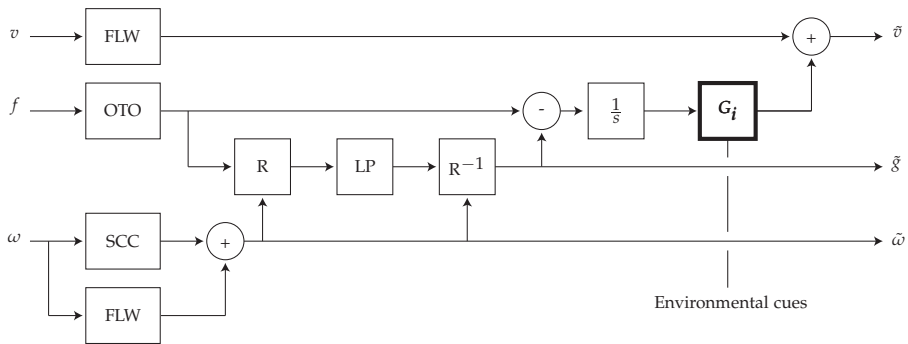 v FLW + ṽ
f OTO - 1/s G_i
R LP R⁻¹ g̃
ω SCC + ω̃
FLW
Environmental cues